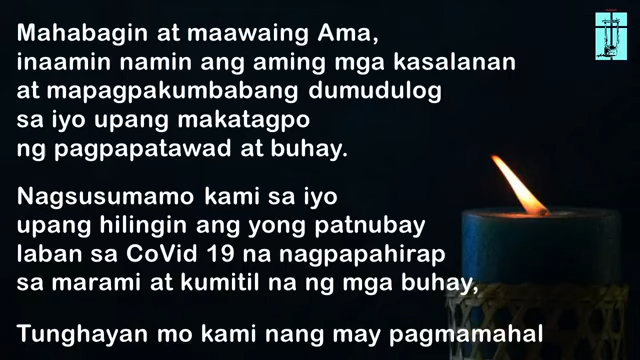 Mahabagin at maawaing Ama,
inaamin namin ang aming mga kasalanan
at mapagpakumbabang dumudulog
sa iyo upang makatagpo
ng pagpapatawad at buhay.
Nagsusumamo kami sa iyo
upang hilingin ang yong patnubay
laban sa CoVid 19 na nagpapahirap
sa marami at kumitil na ng mga buhay,
Tunghayan mo kami nang may pagmamahal